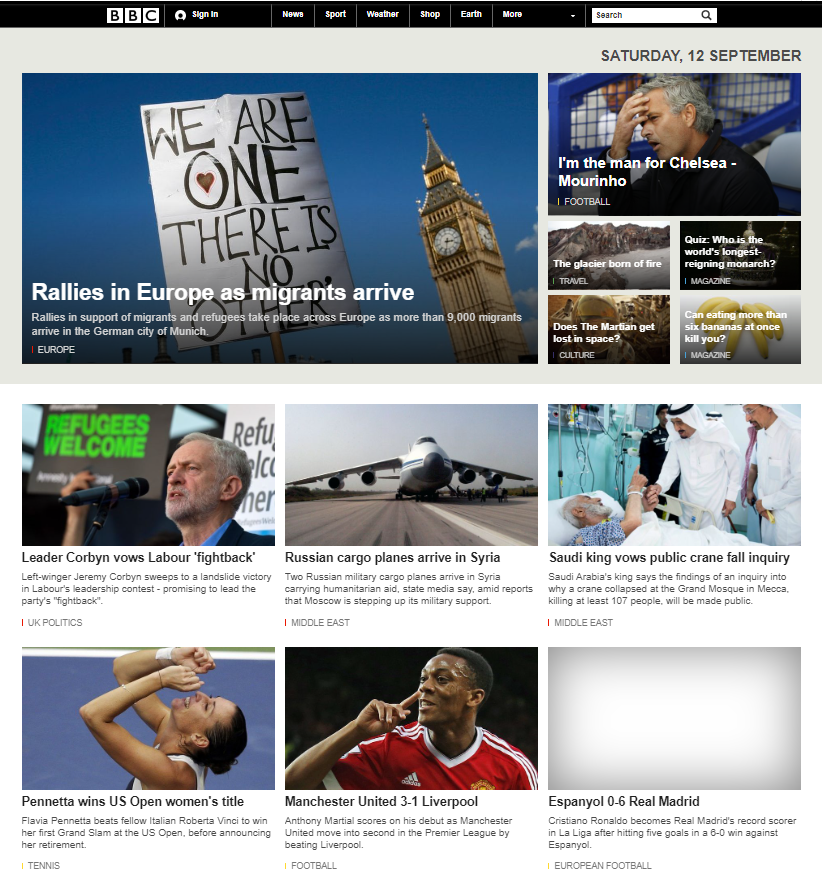 BBC
Sign in
News
Sport
Weather
Shop
Earth
More
Search
SATURDAY, 12 SEPTEMBER
WE ARE
ONE
THERE IS
NO
OTHER.
Rallies in Europe as migrants arrive
Rallies in support of migrants and refugees take place across Europe as more than 9,000 migrants
arrive in the German city of Munich.
EUROPE
I'm the man for Chelsea -
Mourinho
FOOTBALL
The glacier born of fire
TRAVEL
Quiz: Who is the
world's longest-
reigning monarch?
MAGAZINE
Does The Martian get
lost in space?
CULTURE
Can eating more than
six bananas at once
kill you?
MAGAZINE
REFUGEES
WELCOME
Leader Corbyn vows Labour 'fightback'
Left-winger Jeremy Corbyn sweeps to a landslide victory
in Labour's leadership contest - promising to lead the
party's "fightback".
UK POLITICS
Russian cargo planes arrive in Syria
Two Russian military cargo planes arrive in Syria
carrying humanitarian aid, state media say, amid reports
that Moscow is stepping up its military support.
MIDDLE EAST
Saudi king vows public crane fall inquiry
Saudi Arabia's king says the findings of an inquiry into
why a crane collapsed at the Grand Mosque in Mecca,
killing at least 107 people, will be made public.
MIDDLE EAST
Pennetta wins US Open women's title
Flavia Pennetta beats fellow Italian Roberta Vinci to win
her first Grand Slam at the US Open, before announcing
her retirement.
TENNIS
adidas
Manchester United 3-1 Liverpool
Anthony Martial scores on his debut as Manchester
United move into second in the Premier League by
beating Liverpool.
FOOTBALL
Espanyol 0-6 Real Madrid
Cristiano Ronaldo becomes Real Madrid's record scorer
in La Liga after hitting five goals in a 6-0 win against
Espanyol.
EUROPEAN FOOTBALL